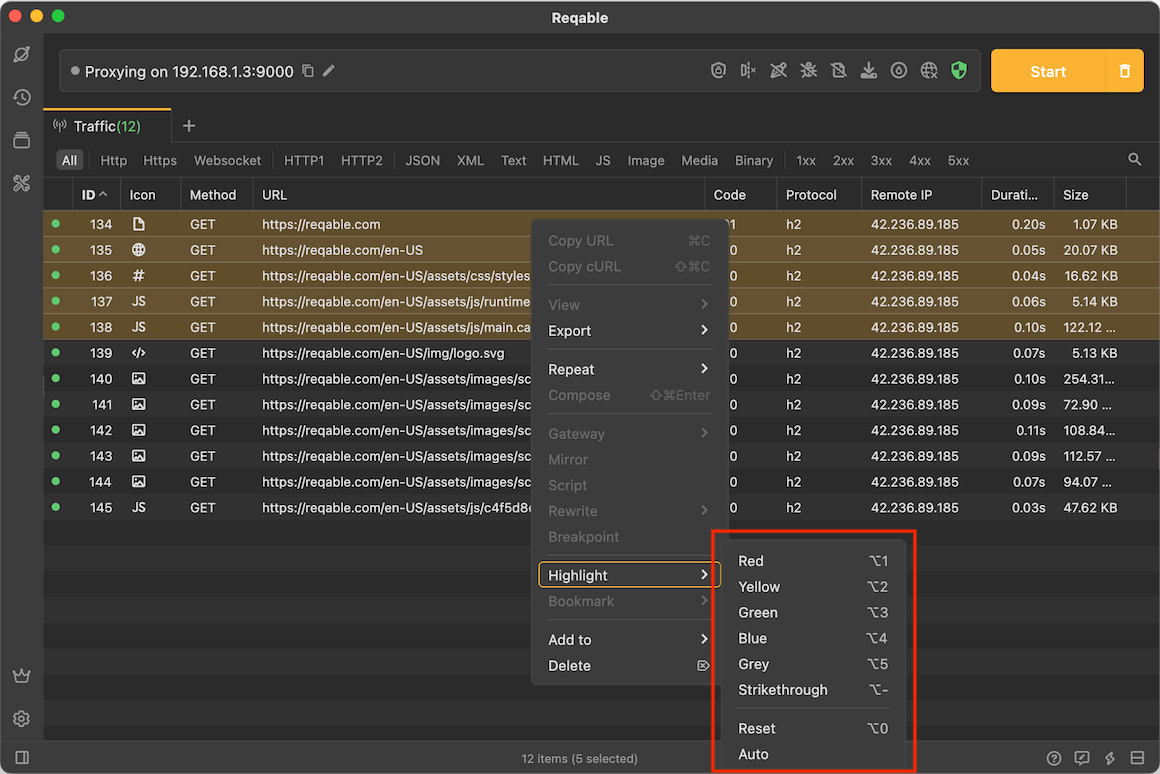 Reqable
Proxying on 192.168.1.3:9000
Start
Traffic(12)
All Http Https Websocket HTTP1 HTTP2 JSON XML Text HTML JS Image Media Binary 1xx 2xx 3xx 4xx 5xx
ID Icon Method URL Code Protocol Remote IP Durati... Size
134 GET https://reqable.com 1 h2 42.236.89.185 0.20s 1.07 KB
135 GET https://reqable.com/en-US 0 h2 42.236.89.185 0.05s 20.07 KB
136 # GET https://reqable.com/en-US/assets/css/styles 0 h2 42.236.89.185 0.04s 16.62 KB
137 JS GET https://reqable.com/en-US/assets/js/runtime 0 h2 42.236.89.185 0.06s 5.14 KB
138 JS GET https://reqable.com/en-US/assets/js/main.ca 0 h2 42.236.89.185 0.10s 122.12 ...
139 </> GET https://reqable.com/en-US/img/logo.svg 0 h2 42.236.89.185 0.07s 5.13 KB
140 GET https://reqable.com/en-US/assets/images/sc 0 h2 42.236.89.185 0.10s 254.31...
141 GET https://reqable.com/en-US/assets/images/sc 0 h2 42.236.89.185 0.09s 72.90 ...
142 GET https://reqable.com/en-US/assets/images/sc 0 h2 42.236.89.185 0.11s 108.84...
143 GET https://reqable.com/en-US/assets/images/sc 0 h2 42.236.89.185 0.09s 112.57 ...
144 GET https://reqable.com/en-US/assets/images/sc 0 h2 42.236.89.185 0.07s 94.07 ...
145 JS GET https://reqable.com/en-US/assets/js/c4f5d8 0 h2 42.236.89.185 0.03s 47.62 KB
Copy URL ⌘C
Copy cURL ⇧⌘C
View
Export
Repeat
Compose ⇧⌘Enter
Gateway
Mirror
Script
Rewrite
Breakpoint
Highlight
Bookmark
Add to
Delete ⌦
Red ⌥1
Yellow ⌥2
Green ⌥3
Blue ⌥4
Grey ⌥5
Strikethrough ⌥-
Reset ⌥0
Auto
12 items (5 selected)